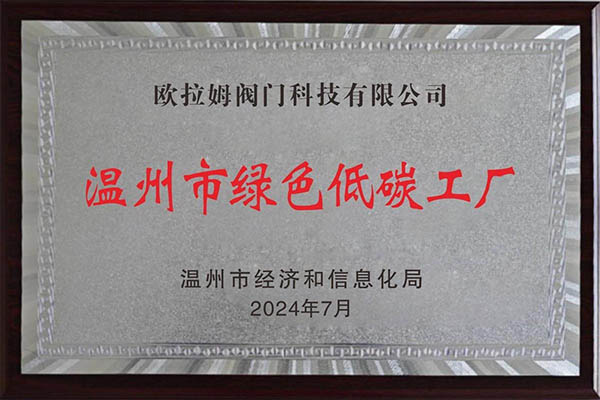 欧拉姆阀门科技有限公司
温州市绿色低碳工厂
温州市经济和信息化局
2024年7月